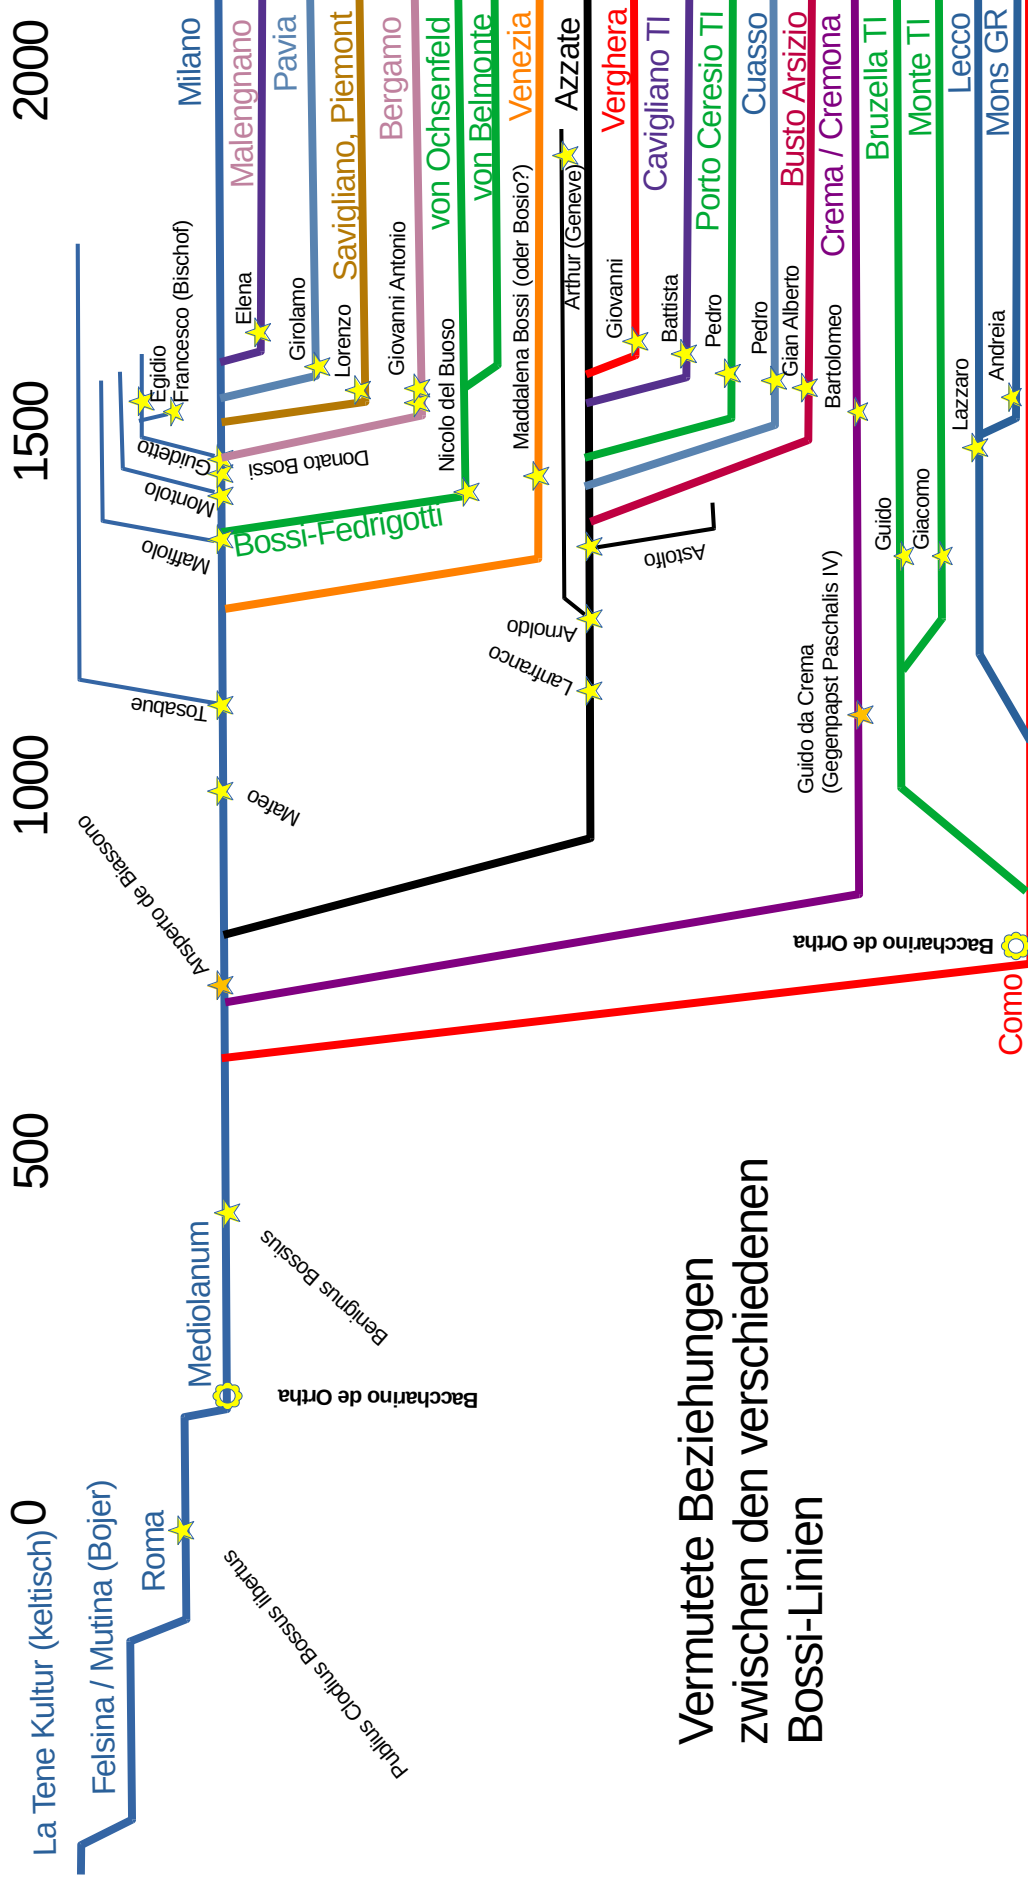 2000
1500
1000
500
0
La Tene Kultur (keltisch)
Felsina / Mutina (Bojer)
Roma
Mediolanum
Milano
Malengnano
Pavia
Savigliano, Piemont
Bergamo
von Ochsenfeld
von Belmonte
Venezia
Azzate
Verghera
Cavigliano TI
Porto Ceresio TI
Cuasso
Busto Arsizio
Crema / Cremona
Bruzella TI
Monte TI
Lecco
Mons GR
Como
Egidio
Francesco (Bischof)
Elena
Girolamo
Lorenzo
Giovanni Antonio
Nicolo del Buoso
Maddalena Bossi (oder Bosio??)
Arthur (Geneve)
Giovanni
Battista
Pedro
Pedro
Gian Alberto
Bartolomeo
Guido
Giacomo
Lazzaro
Andreia
Guidetto
Donato Bossi
Montolo
Maffiolo
Bossi-Fedrigotti
Astolfo
Arnoldo
Lanfranco
Tosabue
Mafeo
Ansperto de Biassono
Guido da Crema
(Gegenpapst Paschalis IV)
Baccharino de Ortha
Benignus Bossius
Baccharino de Ortha
Publius Clodius Bossus libertus
Vermutete Beziehungen
zwischen den verschiedenen
Bossi-Linien